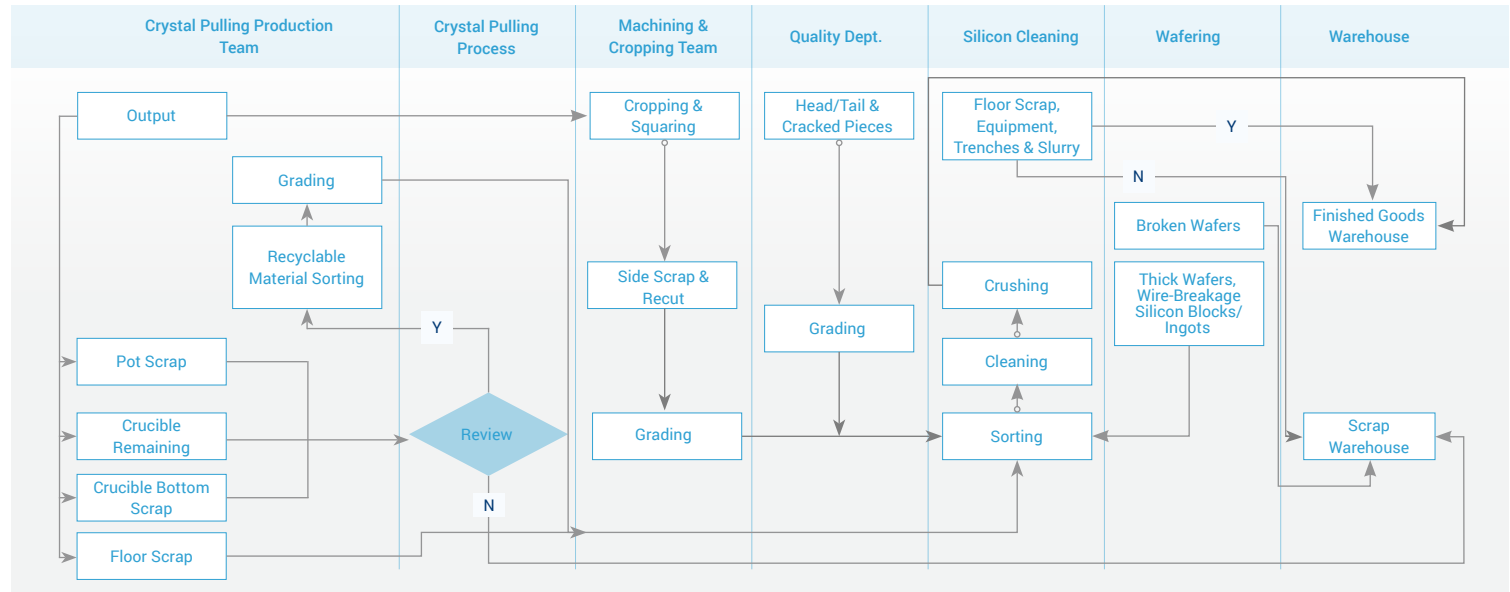 Crystal Pulling Production
Team
Crystal Pulling
Process
Machining &
Cropping Team
Quality Dept.
Silicon Cleaning
Wafering
Warehouse
Output
Cropping &
Squaring
Head/Tail &
Cracked Pieces
Floor Scrap,
Equipment,
Trenches & Slurry
Y
N
Grading
Finished Goods
Warehouse
Broken Wafers
Recyclable
Material Sorting
Side Scrap &
Recut
Crushing
Thick Wafers,
Wire-Breakage
Silicon Blocks/
Ingots
Y
Grading
Pot Scrap
Cleaning
Crucible
Remaining
Review
Grading
Sorting
Scrap
Warehouse
Crucible Bottom
Scrap
N
Floor Scrap